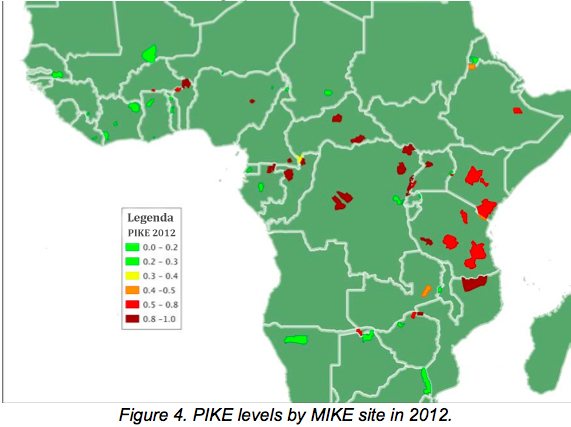 Legenda
PIKE 2012
0.0 – 0.2
0.2 – 0.3
0.3 – 0.4
0.4 –0.5
0.5 – 0.8
0.8 –1.0
Figure 4. PIKE levels by MIKE site in 2012.